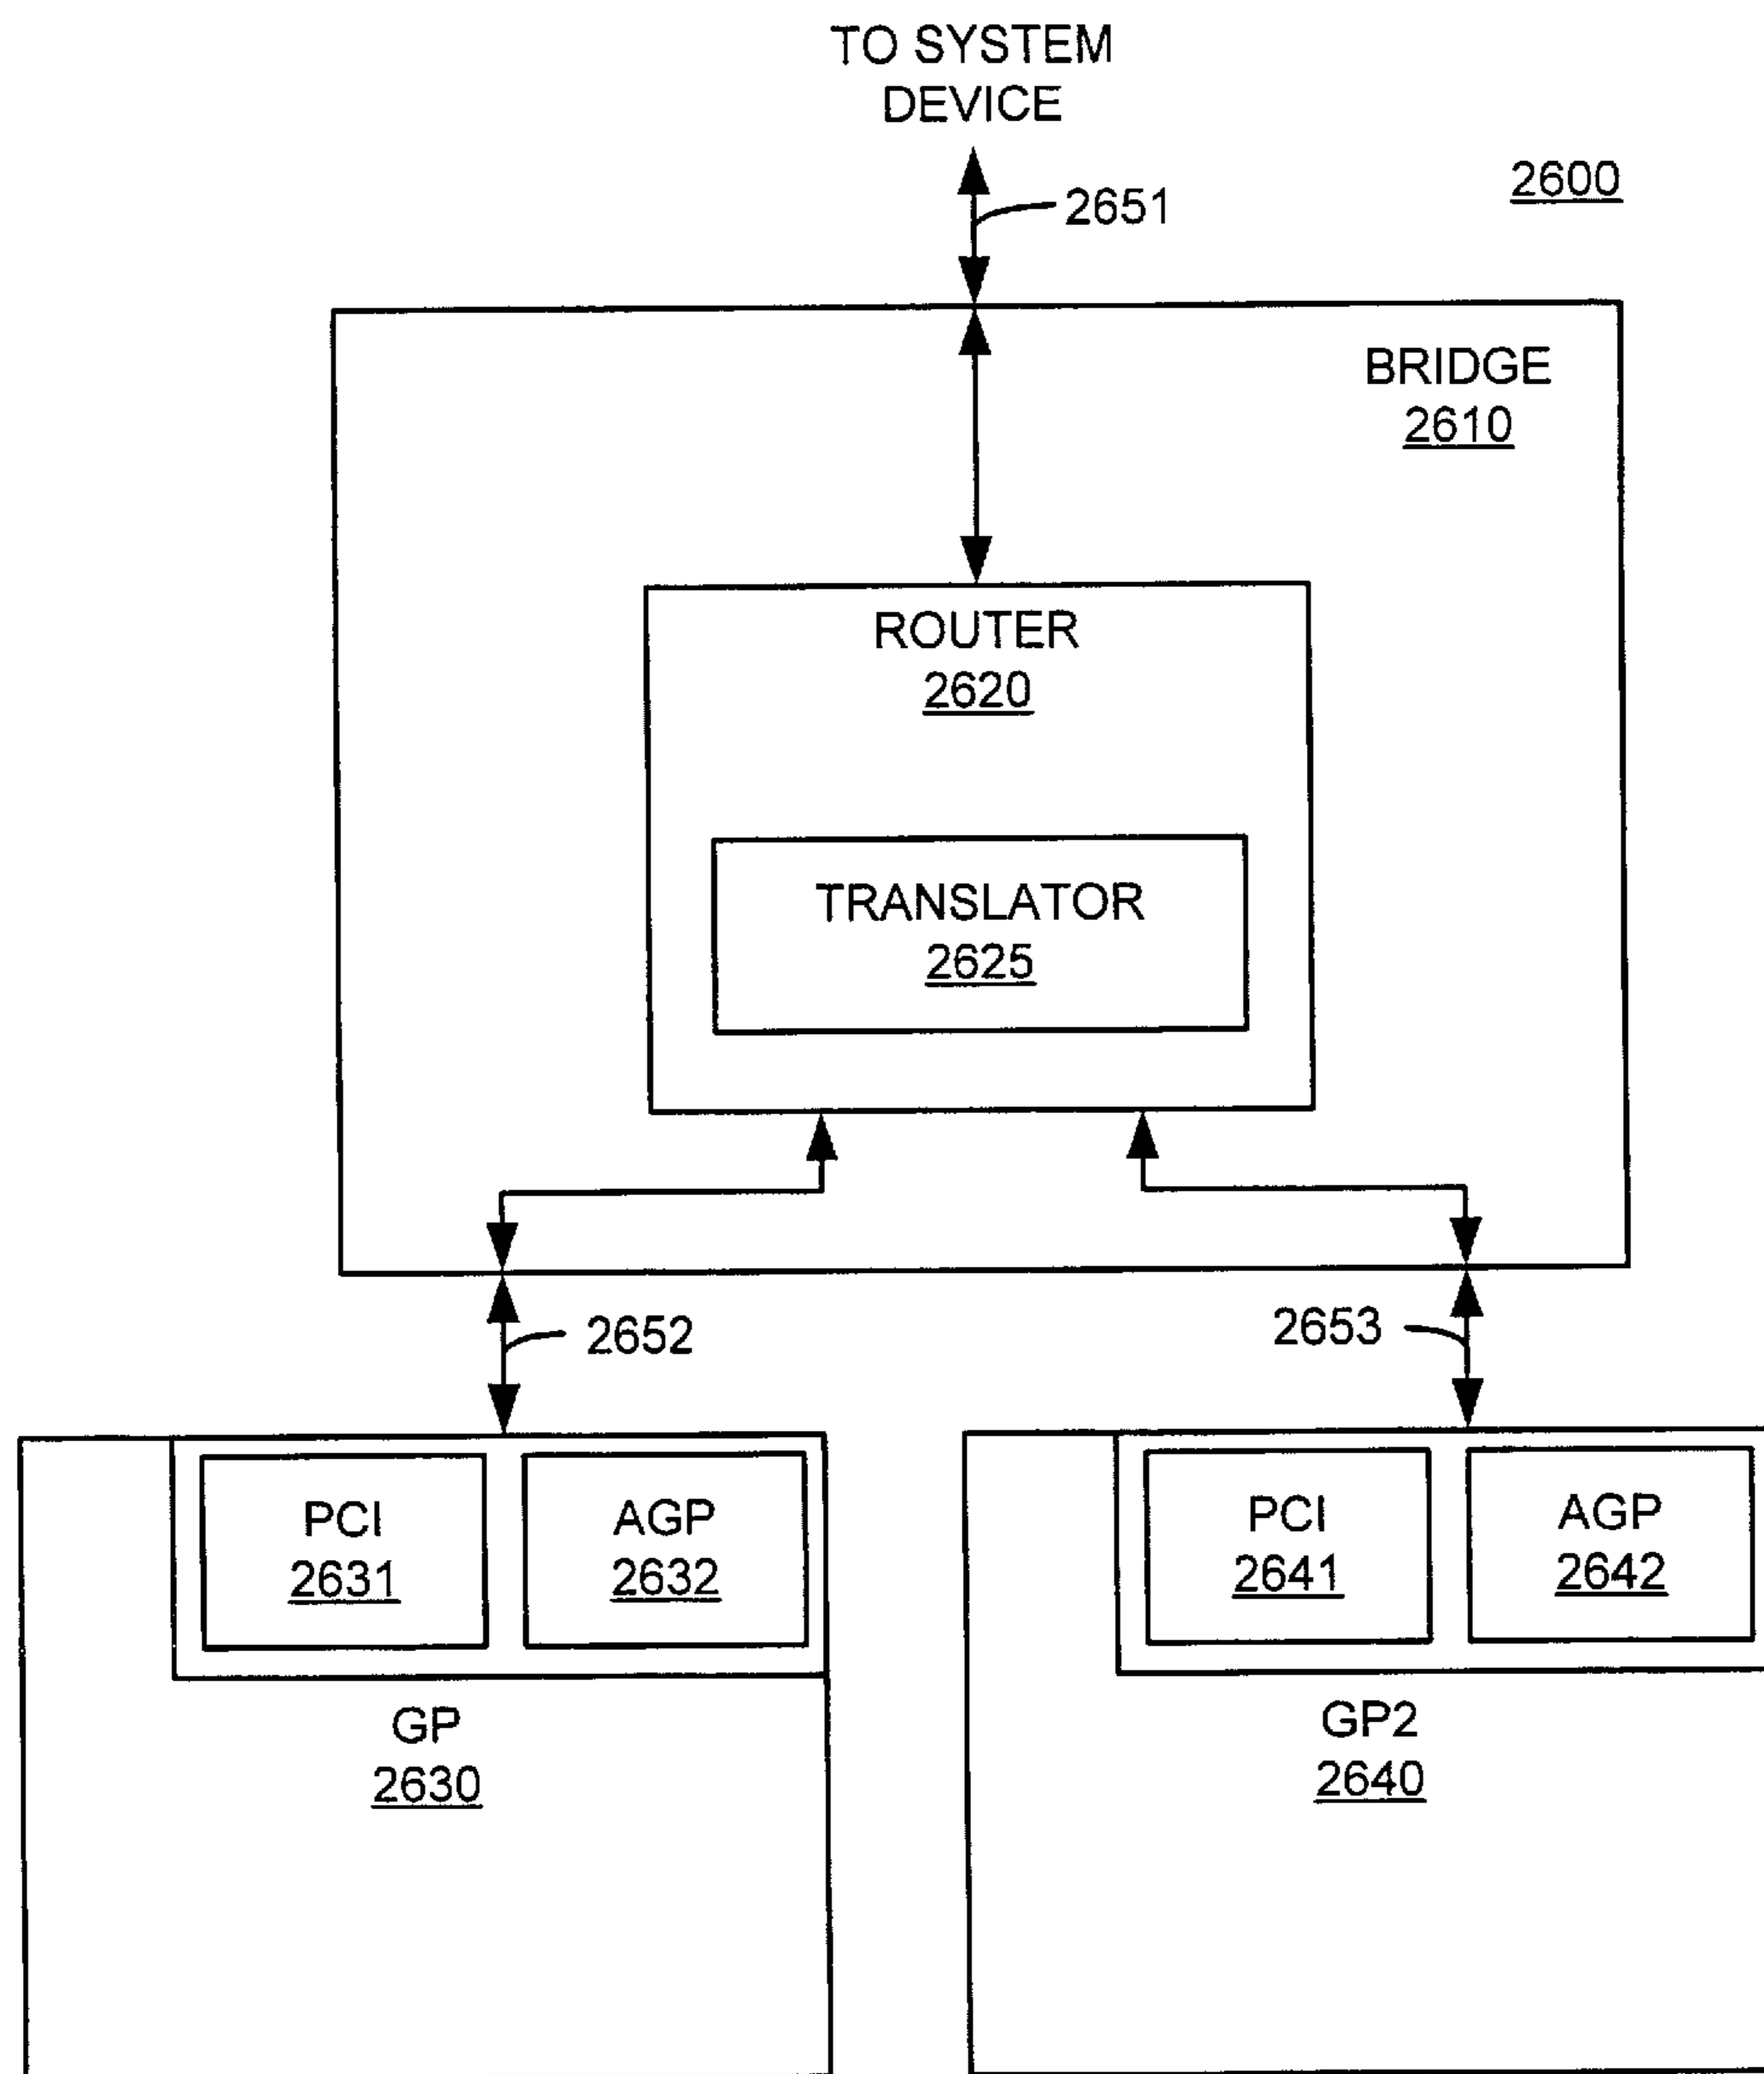 TO SYSTEM
DEVICE
2600
2651
BRIDGE
2610
ROUTER
2620
TRANSLATOR
2625
2652
2653
PCI
2631
AGP
2632
PCI
2641
AGP
2642
GP
2630
GP2
2640